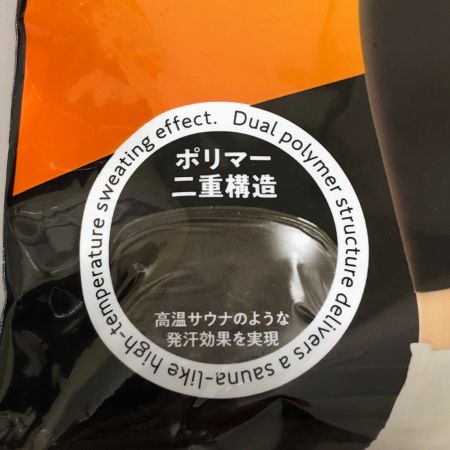 Dual polymer structure delivers a sauna-like high-temperature sweating effect.
ポリマー
二重構造
高温サウナのような
発汗効果を実現